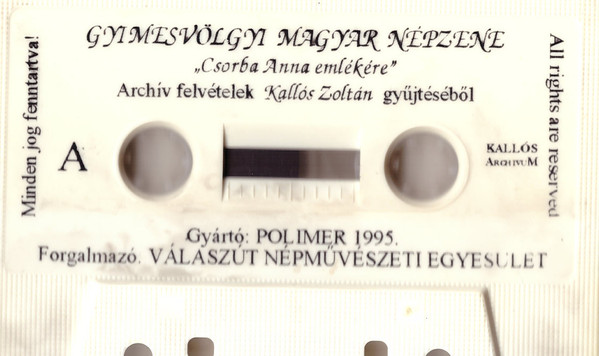 GYIMESVÖLGYI MAGYAR NÉPZENE
„Csorba Anna emlékére”
Archív felvételek Kallós Zoltán gyűjtéséből
Minden jog fenntartva!
A
KALLÓS
ARCHIVUM
All rights are reserved
Gyártó: POLIMER 1995.
Forgalmazó. VÁLASZÚT NÉPMŰVÉSZETI EGYESÜLET